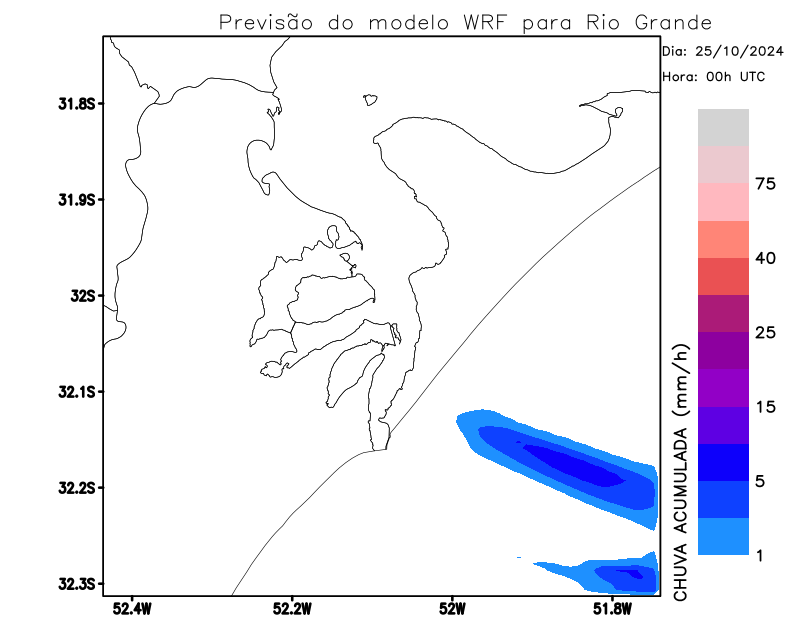 Previsão do modelo WRF para Rio Grande
Dia: 25/10/2024
Hora: 00h UTC
31.8S
31.9S
32S
32.1S
32.2S
32.3S
52.4W 52.2W 52W 51.8W
75
40
25
15
5
1
CHUVA ACUMULADA (mm/h)